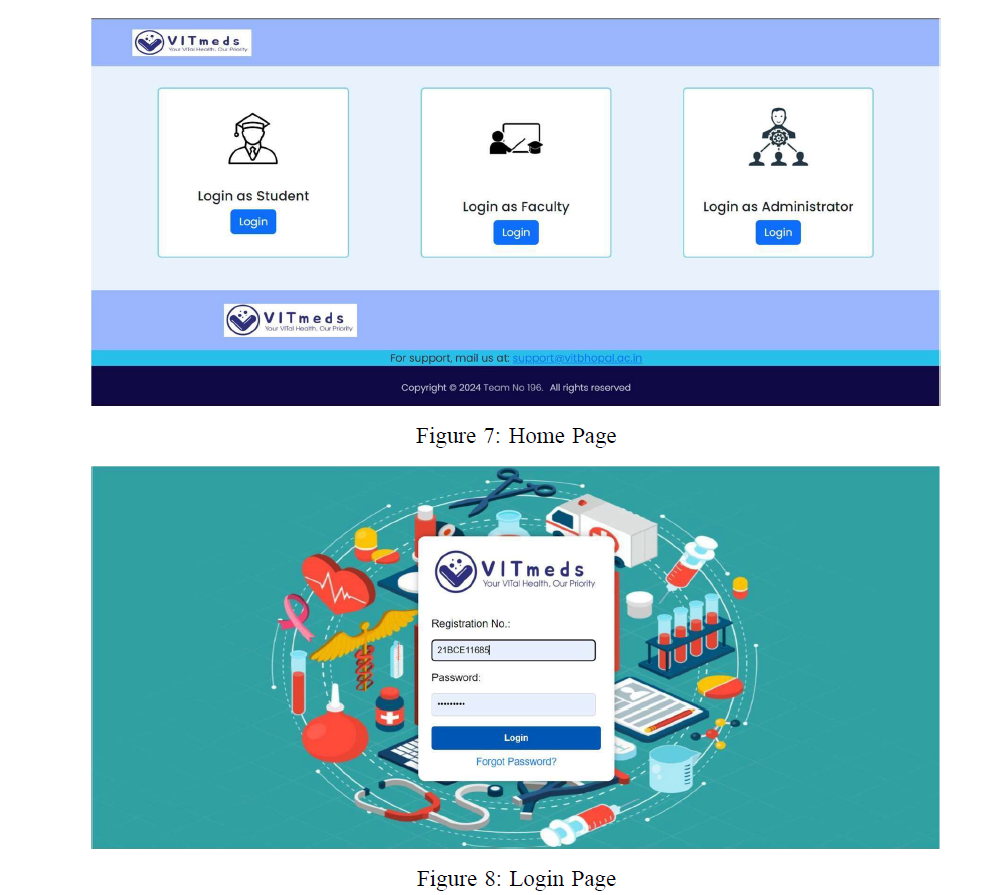 VITmeds
Your VITal Health, Our Priority
Login as Student
Login
Login as Faculty
Login
Login as Administrator
Login
VITmeds
Your VITal Health, Our Priority
For support, mail us at: support@vitbhopal.ac.in
Copyright © 2024 Team No 196. All rights reserved
Figure 7: Home Page
VITmeds
Your VITal Health, Our Priority
Registration No.:
21BCE11685
Password:
•••••••••
Login
Forgot Password?
Figure 8: Login Page